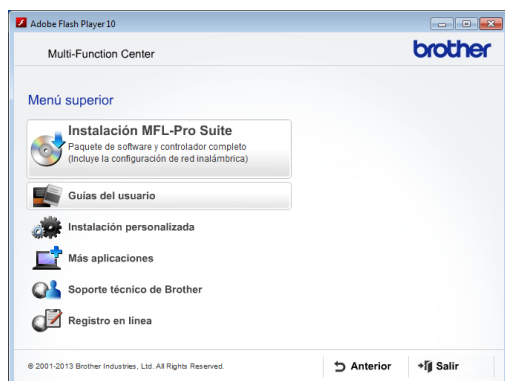 Adobe Flash Player 10
Multi-Function Center
brother
Menú superior
Instalación MFL-Pro Suite
Paquete de software y controlador completo
(Incluye la configuración de red inalámbrica)
Guías del usuario
Instalación personalizada
Más aplicaciones
Soporte técnico de Brother
Registro en línea
© 2001-2013 Brother Industries, Ltd. All Rights Reserved.
Anterior
Salir